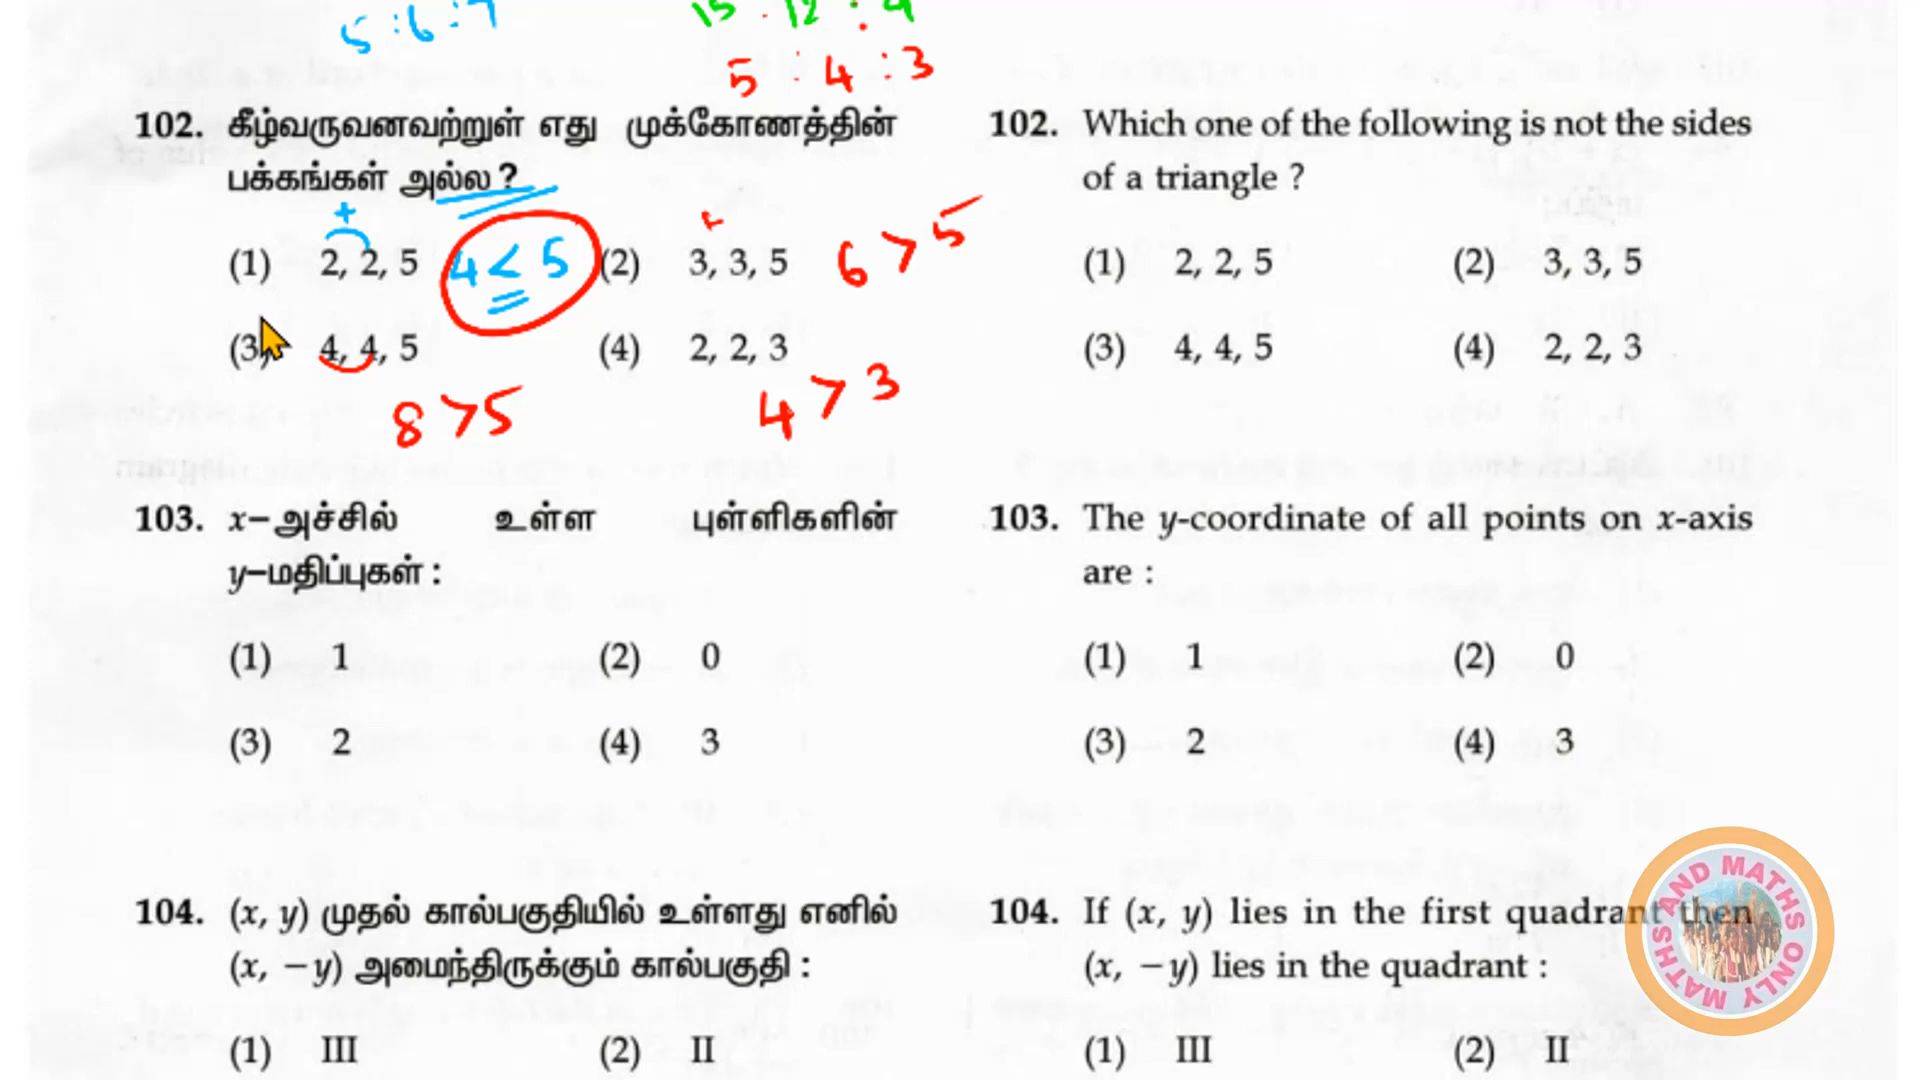 5 : 6 : 7
15 : 12 : 9
5 : 4 : 3
102. கீழ்வருவனவற்றுள் எது முக்கோணத்தின்
பக்கங்கள் அல்ல ?
+
(1) 2, 2, 5 4 < 5 (2) 3, 3, 5 6 > 5
(3) 4, 4, 5 (4) 2, 2, 3
8 > 5 4 > 3
103. x–அச்சில் உள்ள புள்ளிகளின்
y–மதிப்புகள் :
(1) 1 (2) 0
(3) 2 (4) 3
104. (x, y) முதல் கால்பகுதியில் உள்ளது எனில்
(x, −y) அமைந்திருக்கும் கால்பகுதி :
(1) III (2) II
102. Which one of the following is not the sides
of a triangle ?
(1) 2, 2, 5 (2) 3, 3, 5
(3) 4, 4, 5 (4) 2, 2, 3
103. The y-coordinate of all points on x-axis
are :
(1) 1 (2) 0
(3) 2 (4) 3
104. If (x, y) lies in the first quadrant then
(x, −y) lies in the quadrant :
(1) III (2) II
MATHS AND MATHS ONLY